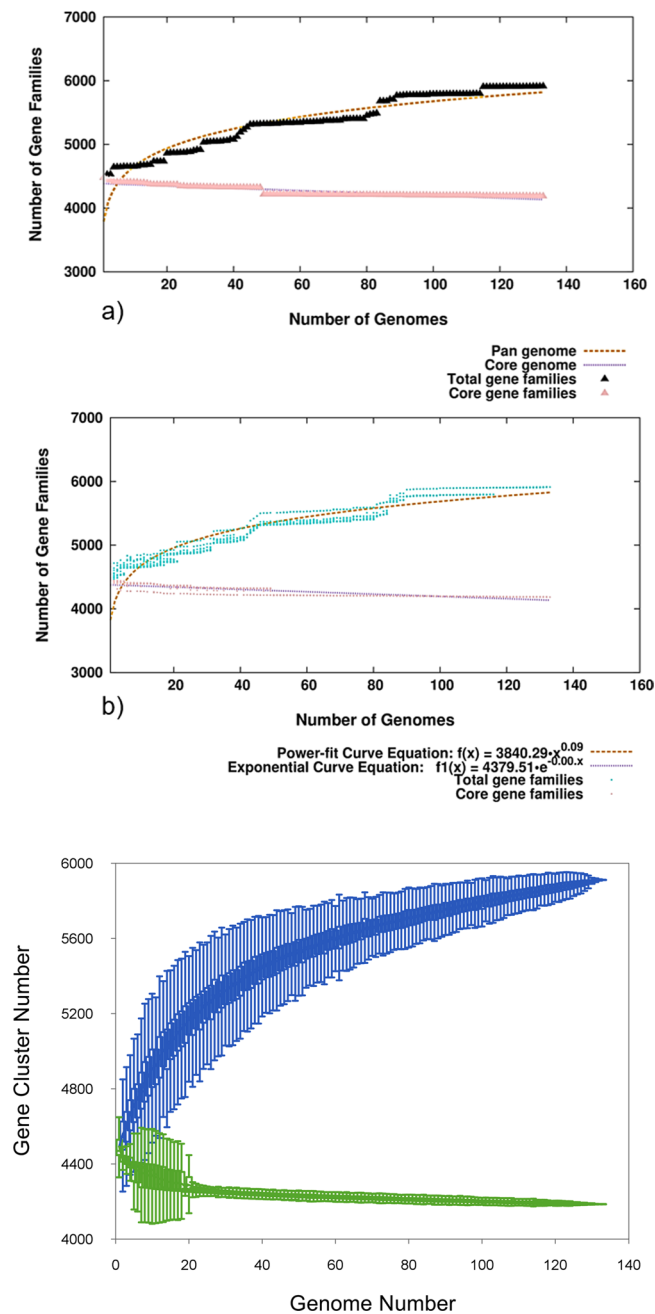 7000
6000
5000
4000
3000
Number of Gene Families
20 40 60 80 100 120 140 160
a)
Number of Genomes
Pan genome
Core genome
Total gene families
Core gene families
7000
6000
5000
4000
3000
Number of Gene Families
20 40 60 80 100 120 140 160
b)
Number of Genomes
Power-fit Curve Equation: f(x) = 3840.29·x^0.09
Exponential Curve Equation: f1(x) = 4379.51·e^-0.00.x
Total gene families
Core gene families
6000
5600
5200
4800
4400
4000
Gene Cluster Number
0 20 40 60 80 100 120 140
Genome Number